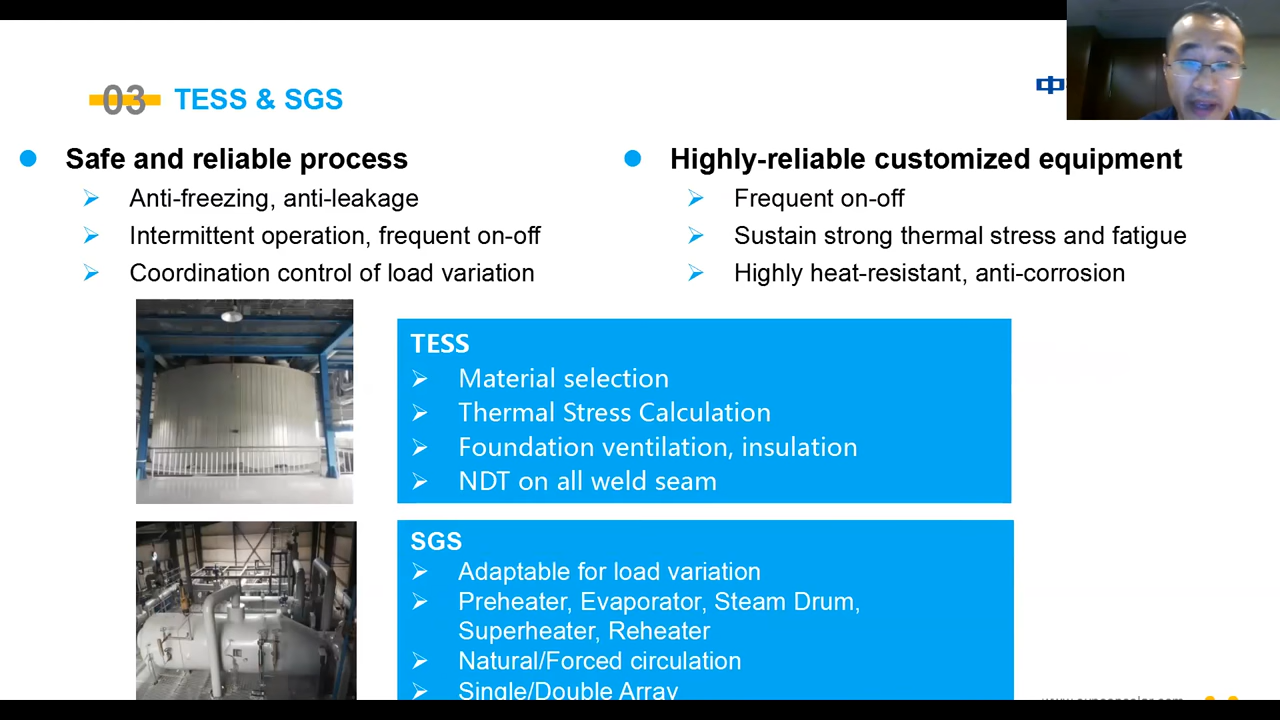 03 TESS & SGS
中
Safe and reliable process
Anti-freezing, anti-leakage
Intermittent operation, frequent on-off
Coordination control of load variation
Highly-reliable customized equipment
Frequent on-off
Sustain strong thermal stress and fatigue
Highly heat-resistant, anti-corrosion
TESS
Material selection
Thermal Stress Calculation
Foundation ventilation, insulation
NDT on all weld seam
SGS
Adaptable for load variation
Preheater, Evaporator, Steam Drum,
Superheater, Reheater
Natural/Forced circulation
Single/Double Array